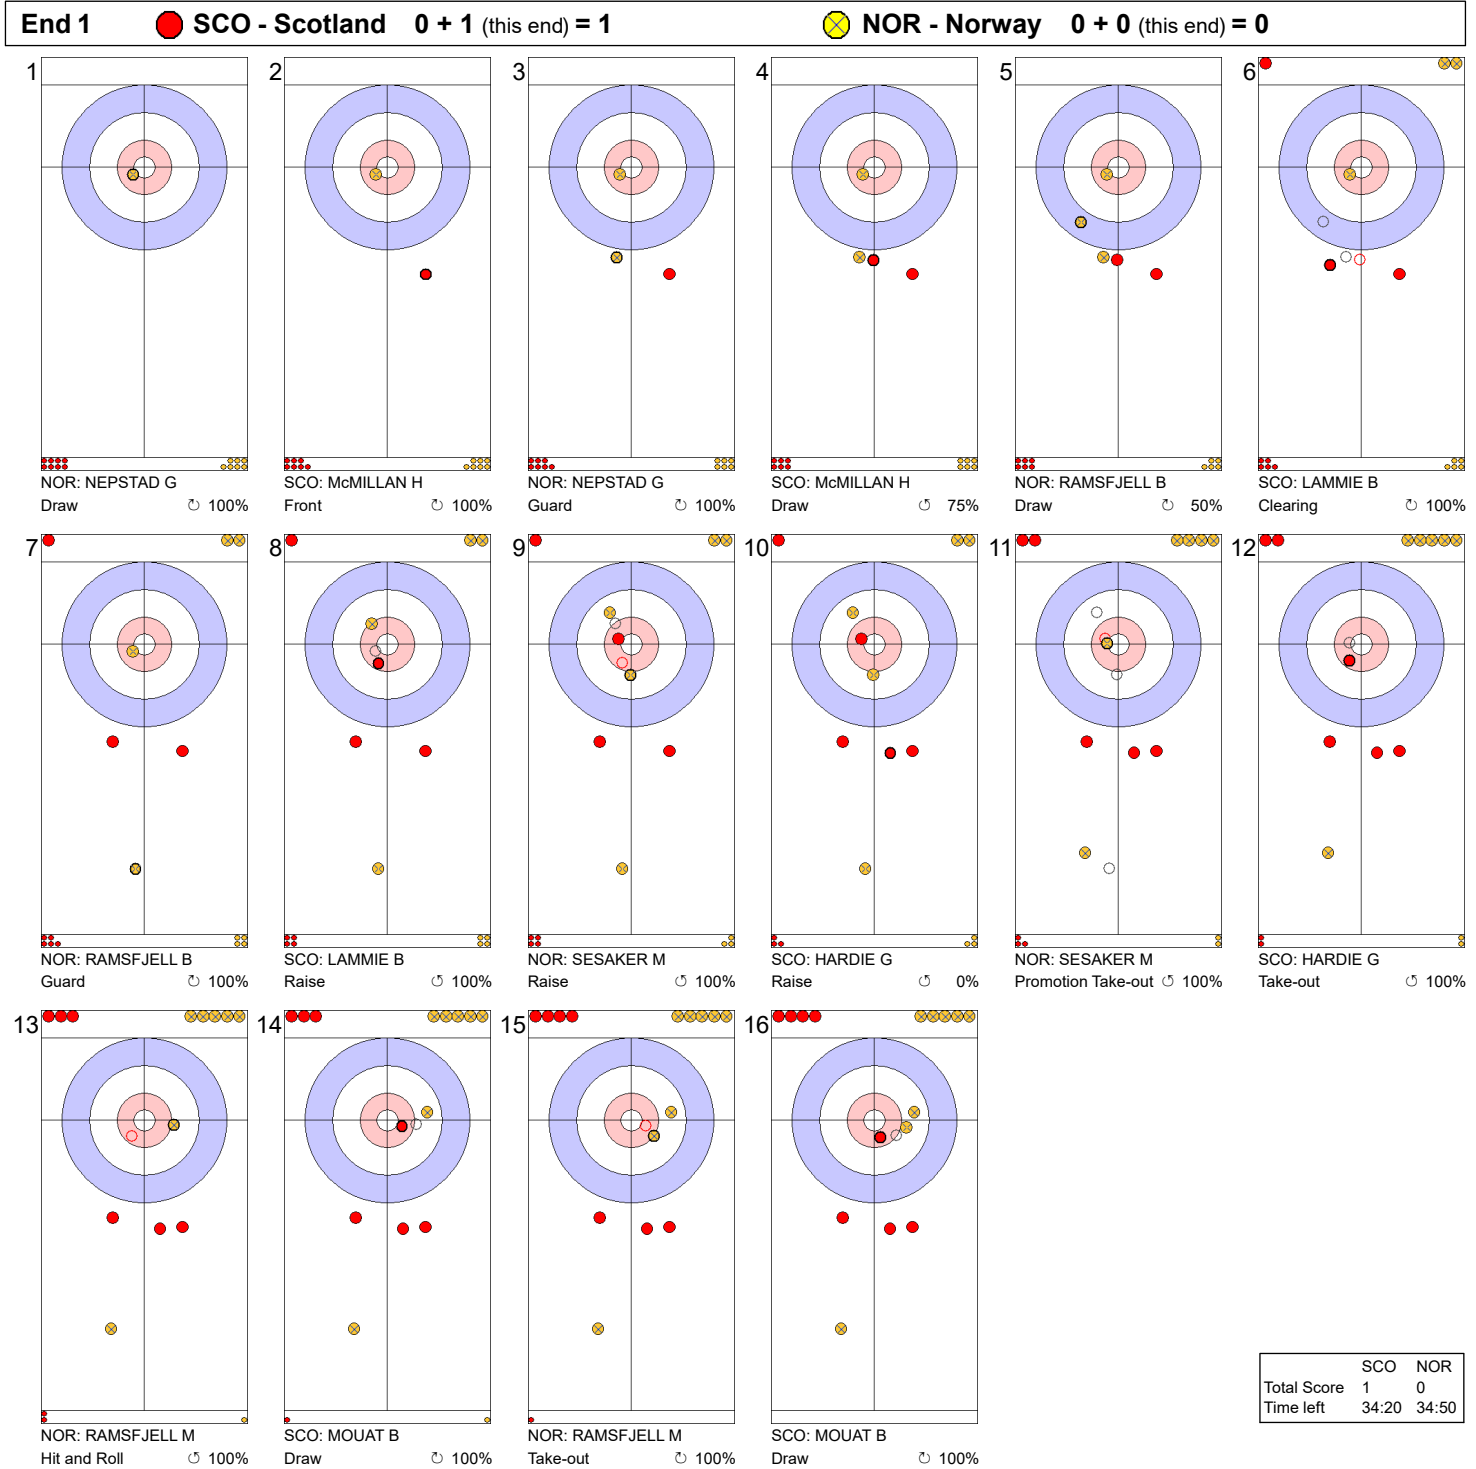 End 1 SCO - Scotland 0 + 1 (this end) = 1 NOR - Norway 0 + 0 (this end) = 0
1 2 3 4 5 6
NOR: NEPSTAD G SCO: McMILLAN H NOR: NEPSTAD G SCO: McMILLAN H NOR: RAMSFJELL B SCO: LAMMIE B
Draw ↻ 100% Front ↻ 100% Guard ↻ 100% Draw ↺ 75% Draw ↻ 50% Clearing ↻ 100%
7 8 9 10 11 12
NOR: RAMSFJELL B SCO: LAMMIE B NOR: SESAKER M SCO: HARDIE G NOR: SESAKER M SCO: HARDIE G
Guard ↻ 100% Raise ↻ 100% Raise ↻ 100% Raise ↺ 0% Promotion Take-out ↺ 100% Take-out ↻ 100%
13 14 15 16
NOR: RAMSFJELL M SCO: MOUAT B NOR: RAMSFJELL M SCO: MOUAT B
Hit and Roll ↺ 100% Draw ↺ 100% Take-out ↺ 100% Draw ↻ 100%
SCO NOR
Total Score 1 0
Time left 34:20 34:50